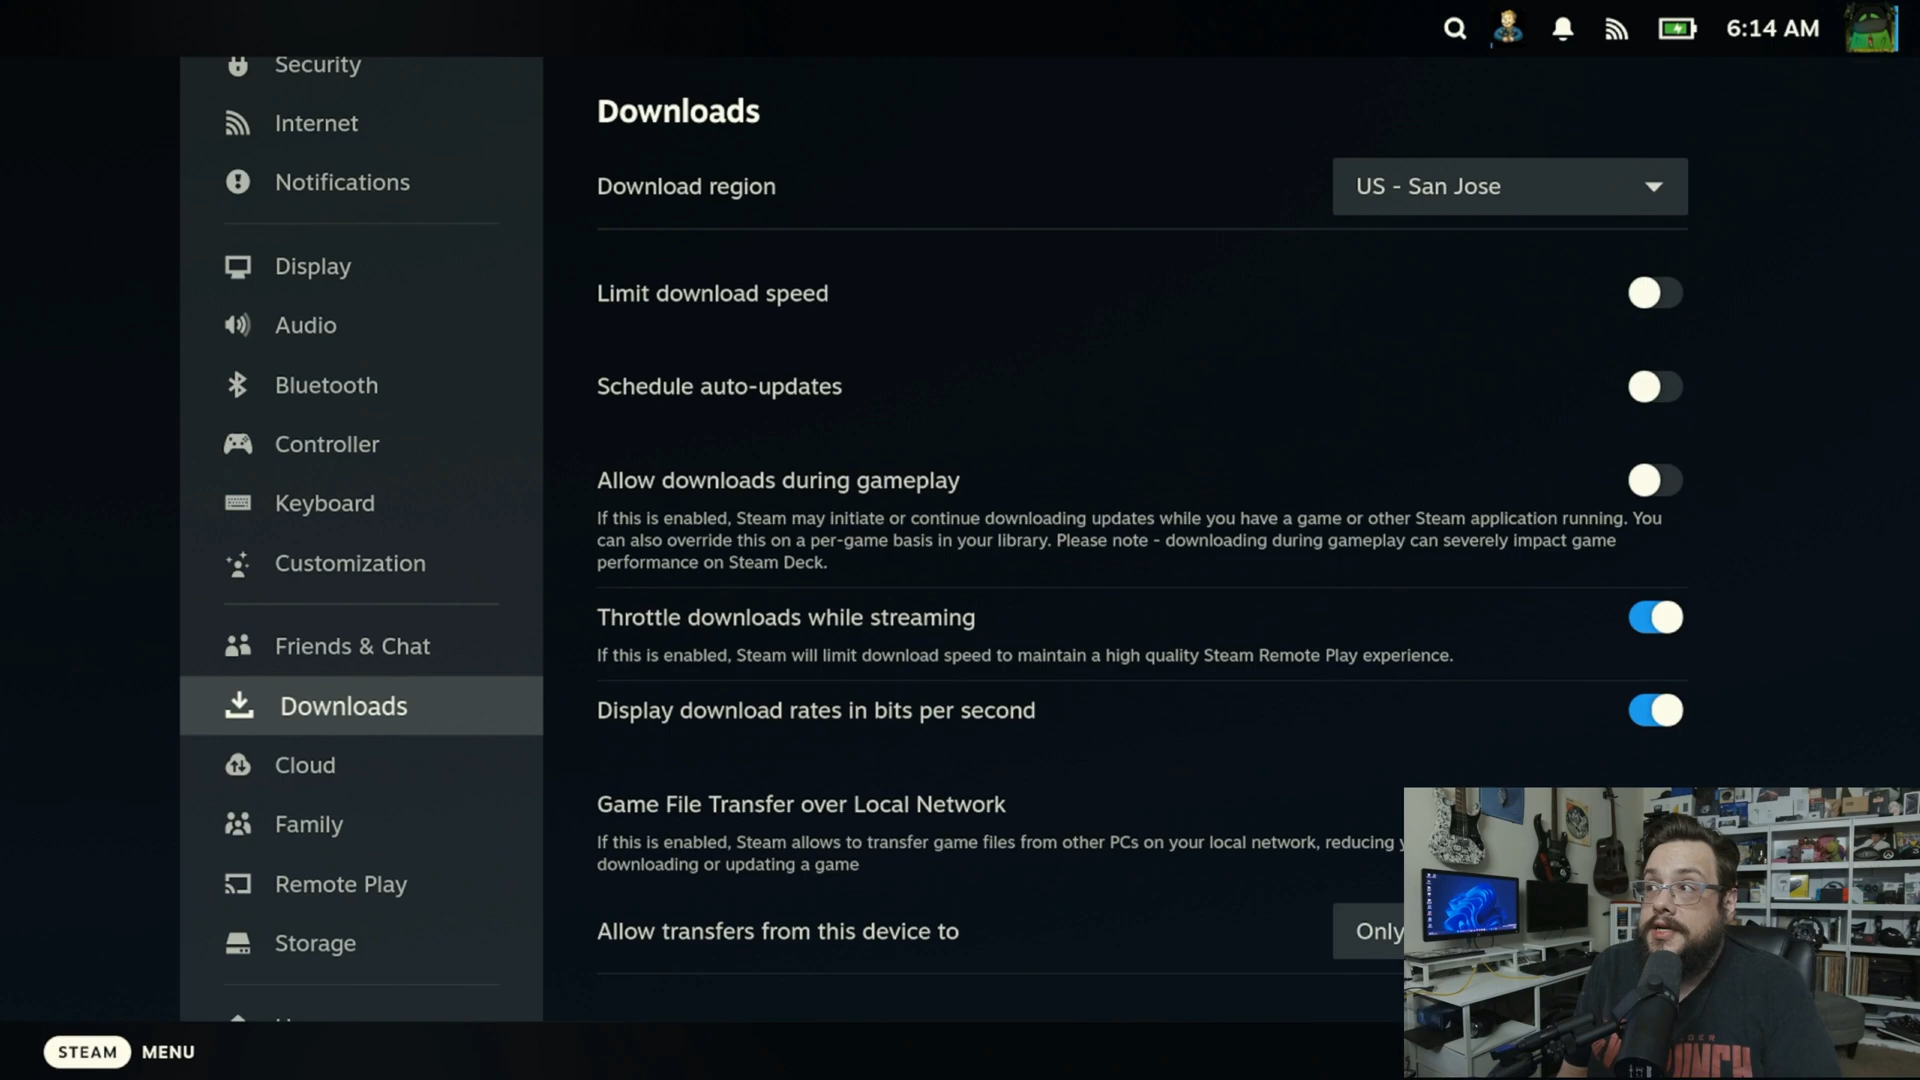 6:14 AM
Security
Internet
Notifications
Display
Audio
Bluetooth
Controller
Keyboard
Customization
Friends & Chat
Downloads
Cloud
Family
Remote Play
Storage
Downloads
Download region
US - San Jose
Limit download speed
Schedule auto-updates
Allow downloads during gameplay
If this is enabled, Steam may initiate or continue downloading updates while you have a game or other Steam application running. You
can also override this on a per-game basis in your library. Please note - downloading during gameplay can severely impact game
performance on Steam Deck.
Throttle downloads while streaming
If this is enabled, Steam will limit download speed to maintain a high quality Steam Remote Play experience.
Display download rates in bits per second
Game File Transfer over Local Network
If this is enabled, Steam allows to transfer game files from other PCs on your local network, reducing
downloading or updating a game
Allow transfers from this device to
Only
STEAM MENU